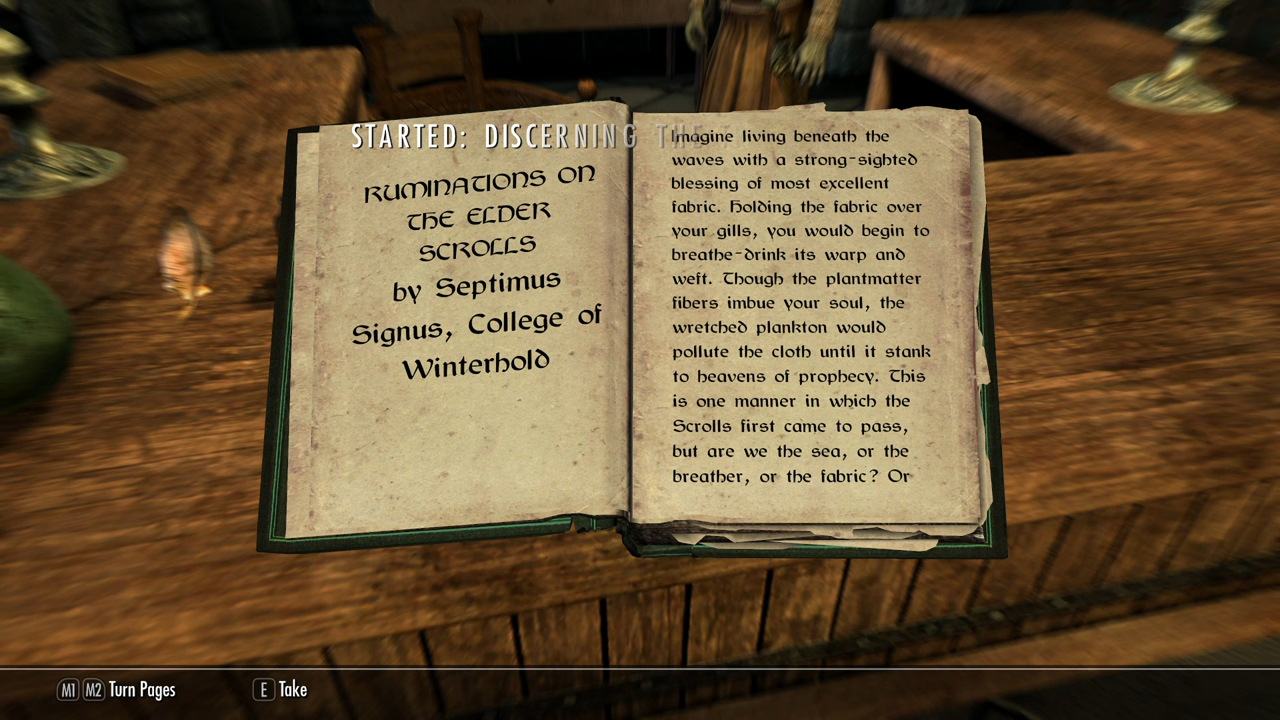 STARTED: DISCERNING THE
RUMINATIONS ON
THE ELDER
SCROLLS
by Septimus
Signus, College of
Winterhold
Imagine living beneath the
waves with a strong-sighted
blessing of most excellent
fabric. Holding the fabric over
your gills, you would begin to
breathe-drink its warp and
weft. Though the plantmatter
fibers imbue your soul, the
wretched plankton would
pollute the cloth until it stank
to heavens of prophecy. This
is one manner in which the
Scrolls first came to pass,
but are we the sea, or the
breather, or the fabric? Or
M1 M2 Turn Pages
E Take